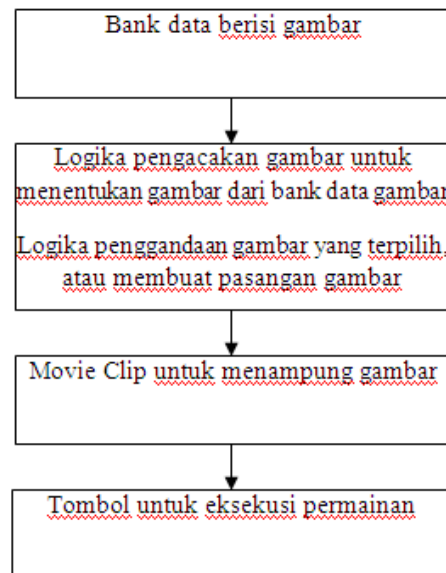 Bank data berisi gambar
Logika pengacakan gambar untuk
menentukan gambar dari bank data gambar
Logika penggandaan gambar yang terpilih,
atau membuat pasangan gambar
Movie Clip untuk menampung gambar
Tombol untuk eksekusi permainan